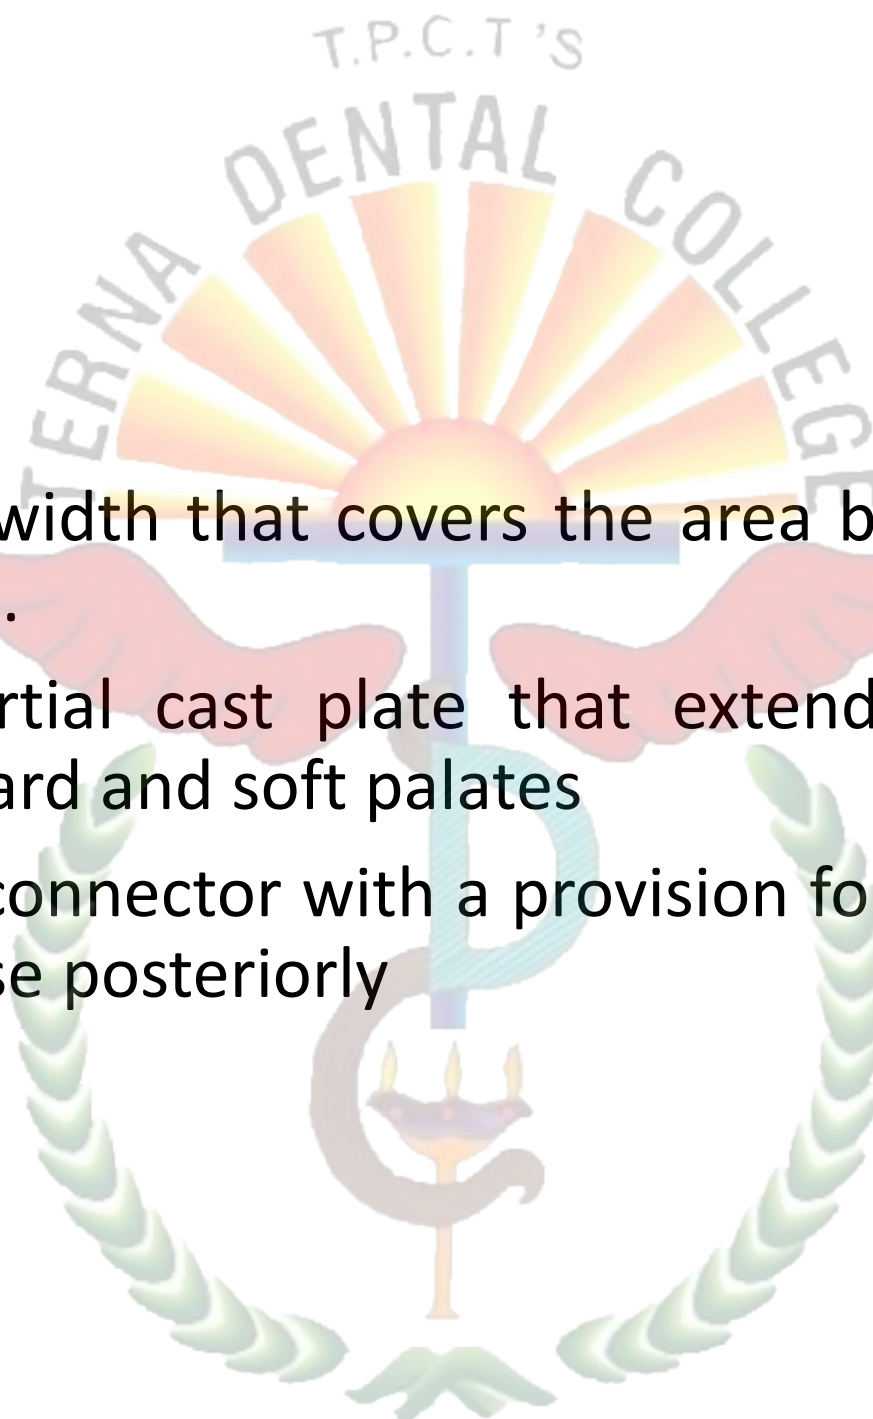 T.P.C.T'S
TERNA DENTAL COLLEGE
width that covers the area b
.
rtial cast plate that extend
ard and soft palates
connector with a provision fo
se posteriorly